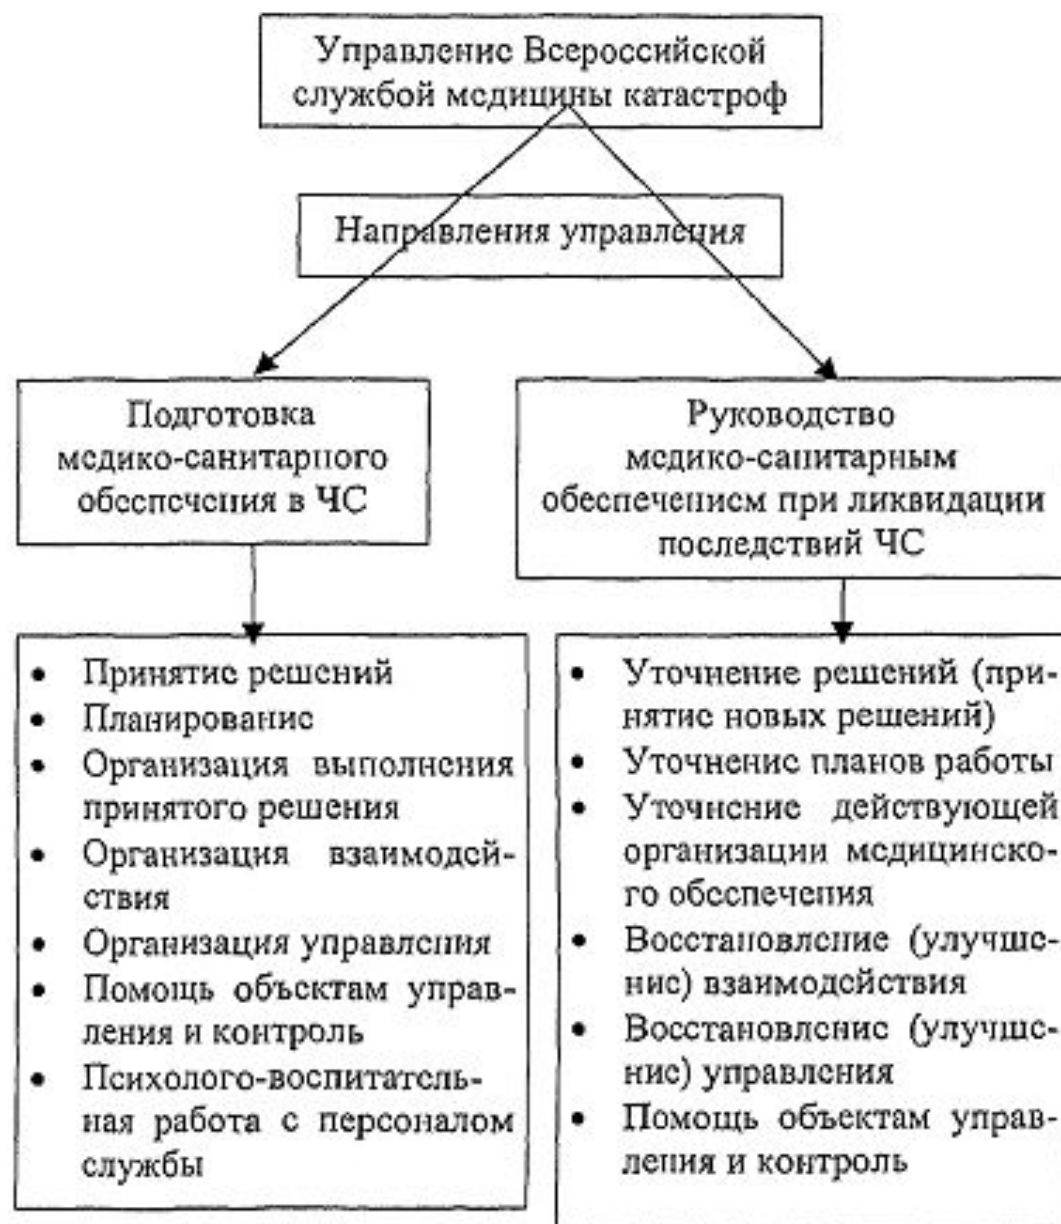 Управление Всероссийской
службой медицины катастроф
Направления управления
Подготовка
медико-санитарного
обеспечения в ЧС
Руководство
медико-санитарным
обеспечением при ликвидации
последствий ЧС
• Принятие решений
• Планирование
• Организация выполнения
принятого решения
• Организация взаимодей-
ствия
• Организация управления
• Помощь объектам управ-
ления и контроль
• Психолого-воспитатель-
ная работа с персоналом
службы
• Уточнение решений (при-
нятие новых решений)
• Уточнение планов работы
• Уточнение действующей
организации медицинско-
го обеспечения
• Восстановление (улучше-
ние) взаимодействия
• Восстановление (улучше-
ние) управления
• Помощь объектам управ-
ления и контроль